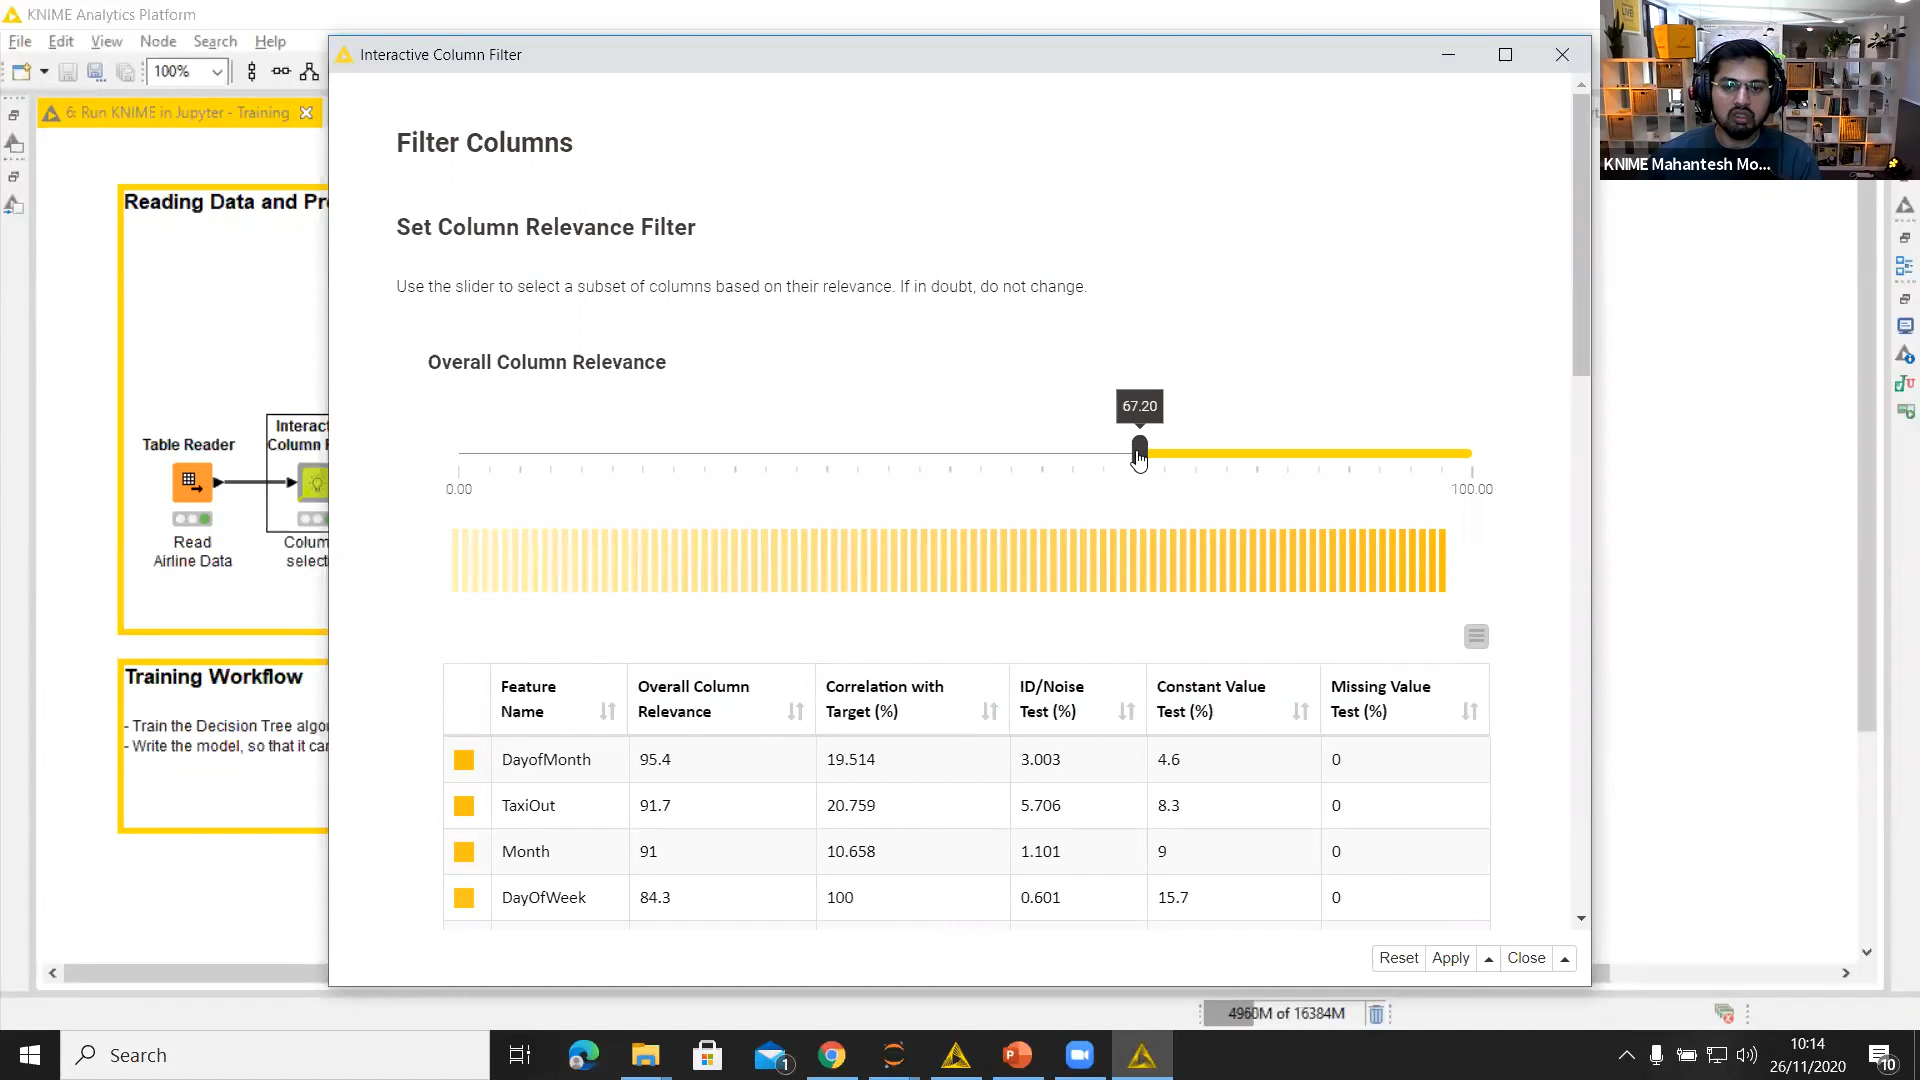 KNIME Analytics Platform
File Edit View Node Search Help
100%
6: Run KNIME in Jupyter - Training
Interactive Column Filter
KNIME Mahantesh Mo...
Filter Columns
Set Column Relevance Filter
Use the slider to select a subset of columns based on their relevance. If in doubt, do not change.
Overall Column Relevance
67.20
0.00
100.00
Feature Name
Overall Column Relevance
Correlation with Target (%)
ID/Noise Test (%)
Constant Value Test (%)
Missing Value Test (%)
DayofMonth 95.4 19.514 3.003 4.6 0
TaxiOut 91.7 20.759 5.706 8.3 0
Month 91 10.658 1.101 9 0
DayOfWeek 84.3 100 0.601 15.7 0
Reset Apply Close
Reading Data and Pr
Table Reader
Read
Airline Data
Interac
Column
Colum
select
Training Workflow
- Train the Decision Tree algo
- Write the model, so that it ca
4960M of 16384M
Search
1
10:14
26/11/2020
10